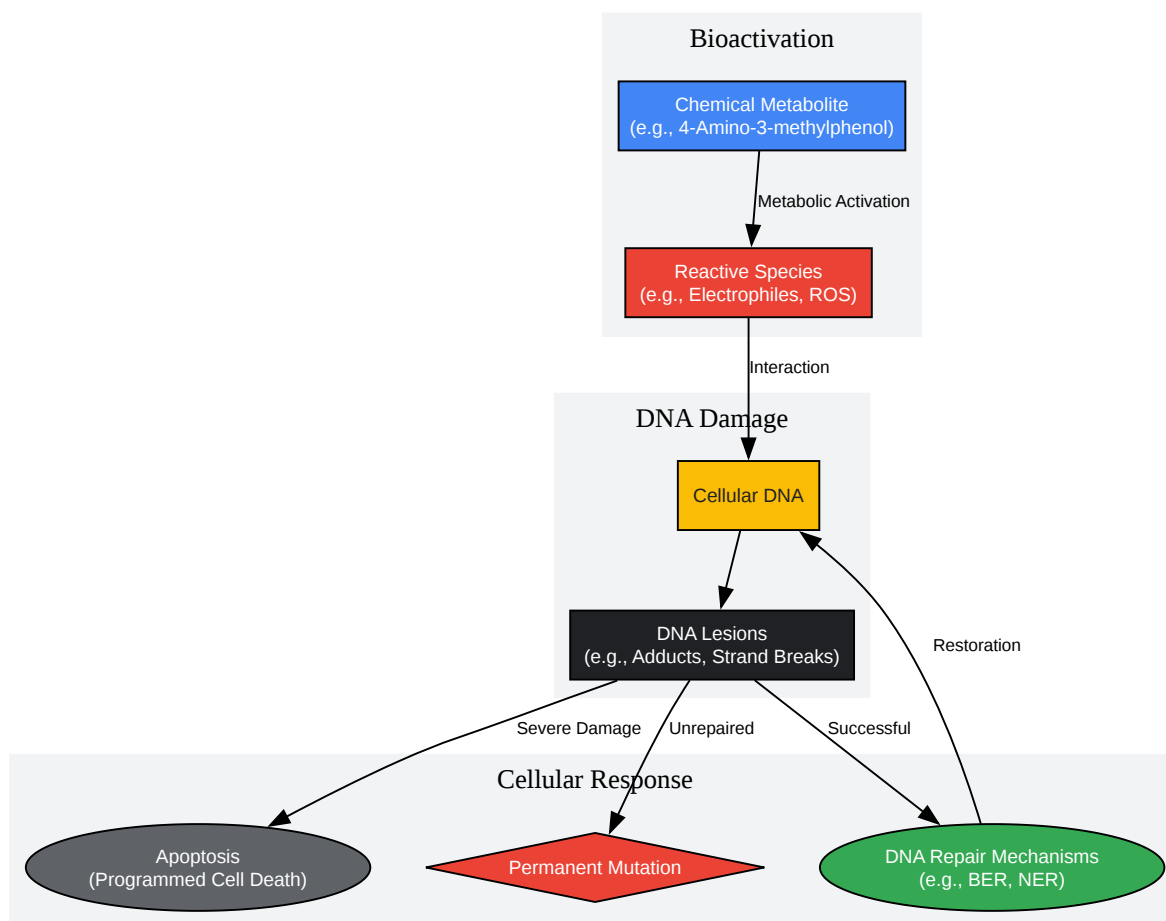 Bioactivation
Chemical Metabolite
(e.g., 4-Amino-3-methylphenol)
Metabolic Activation
Reactive Species
(e.g., Electrophiles, ROS)
Interaction
DNA Damage
Cellular DNA
DNA Lesions
(e.g., Adducts, Strand Breaks)
Restoration
Severe Damage
Unrepaired
Successful
Cellular Response
Apoptosis
(Programmed Cell Death)
Permanent Mutation
DNA Repair Mechanisms
(e.g., BER, NER)